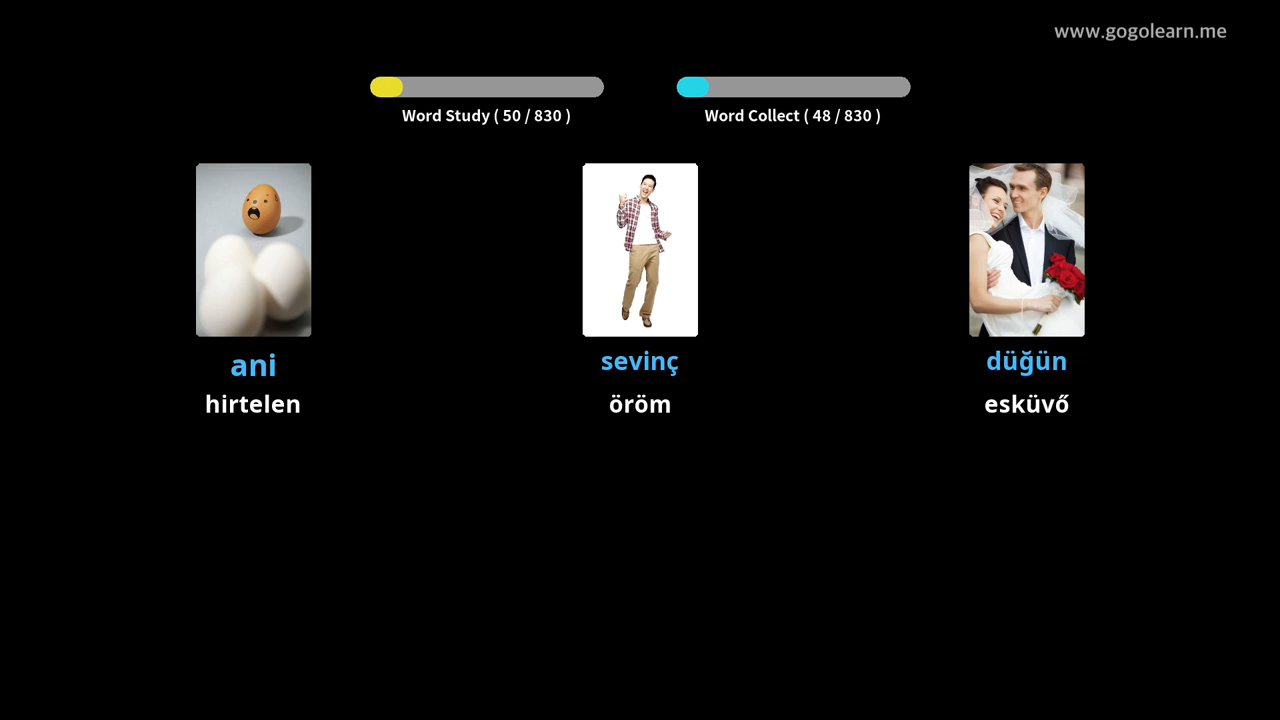 www.gogolearn.me
Word Study ( 50 / 830 )
Word Collect ( 48 / 830 )
ani
sevinç
düğün
hirtelen
öröm
esküvő